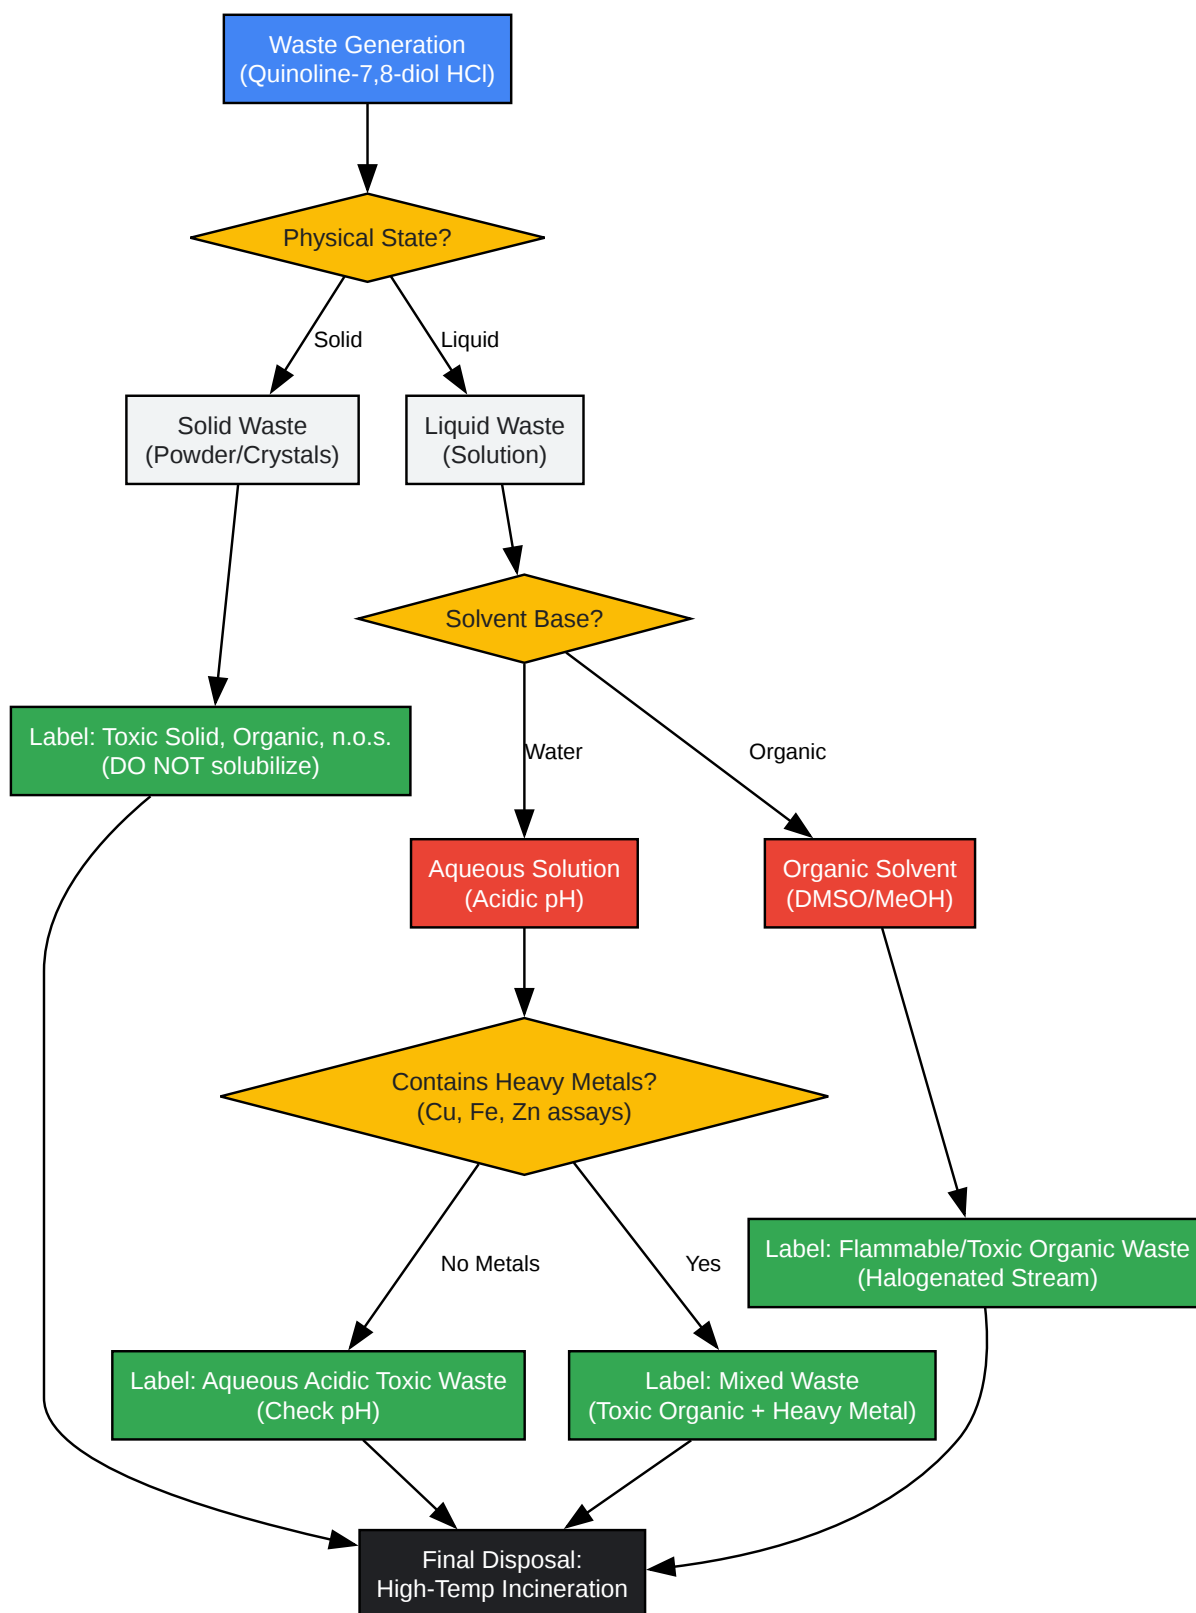 Waste Generation
(Quinoline-7,8-diol HCl)
Physical State?
Solid
Liquid
Solid Waste
(Powder/Crystals)
Liquid Waste
(Solution)
Solvent Base?
Label: Toxic Solid, Organic, n.o.s.
(DO NOT solubilize)
Water
Organic
Aqueous Solution
(Acidic pH)
Organic Solvent
(DMSO/MeOH)
Contains Heavy Metals?
(Cu, Fe, Zn assays)
No Metals
Yes
Label: Flammable/Toxic Organic Waste
(Halogenated Stream)
Label: Aqueous Acidic Toxic Waste
(Check pH)
Label: Mixed Waste
(Toxic Organic + Heavy Metal)
Final Disposal:
High-Temp Incineration